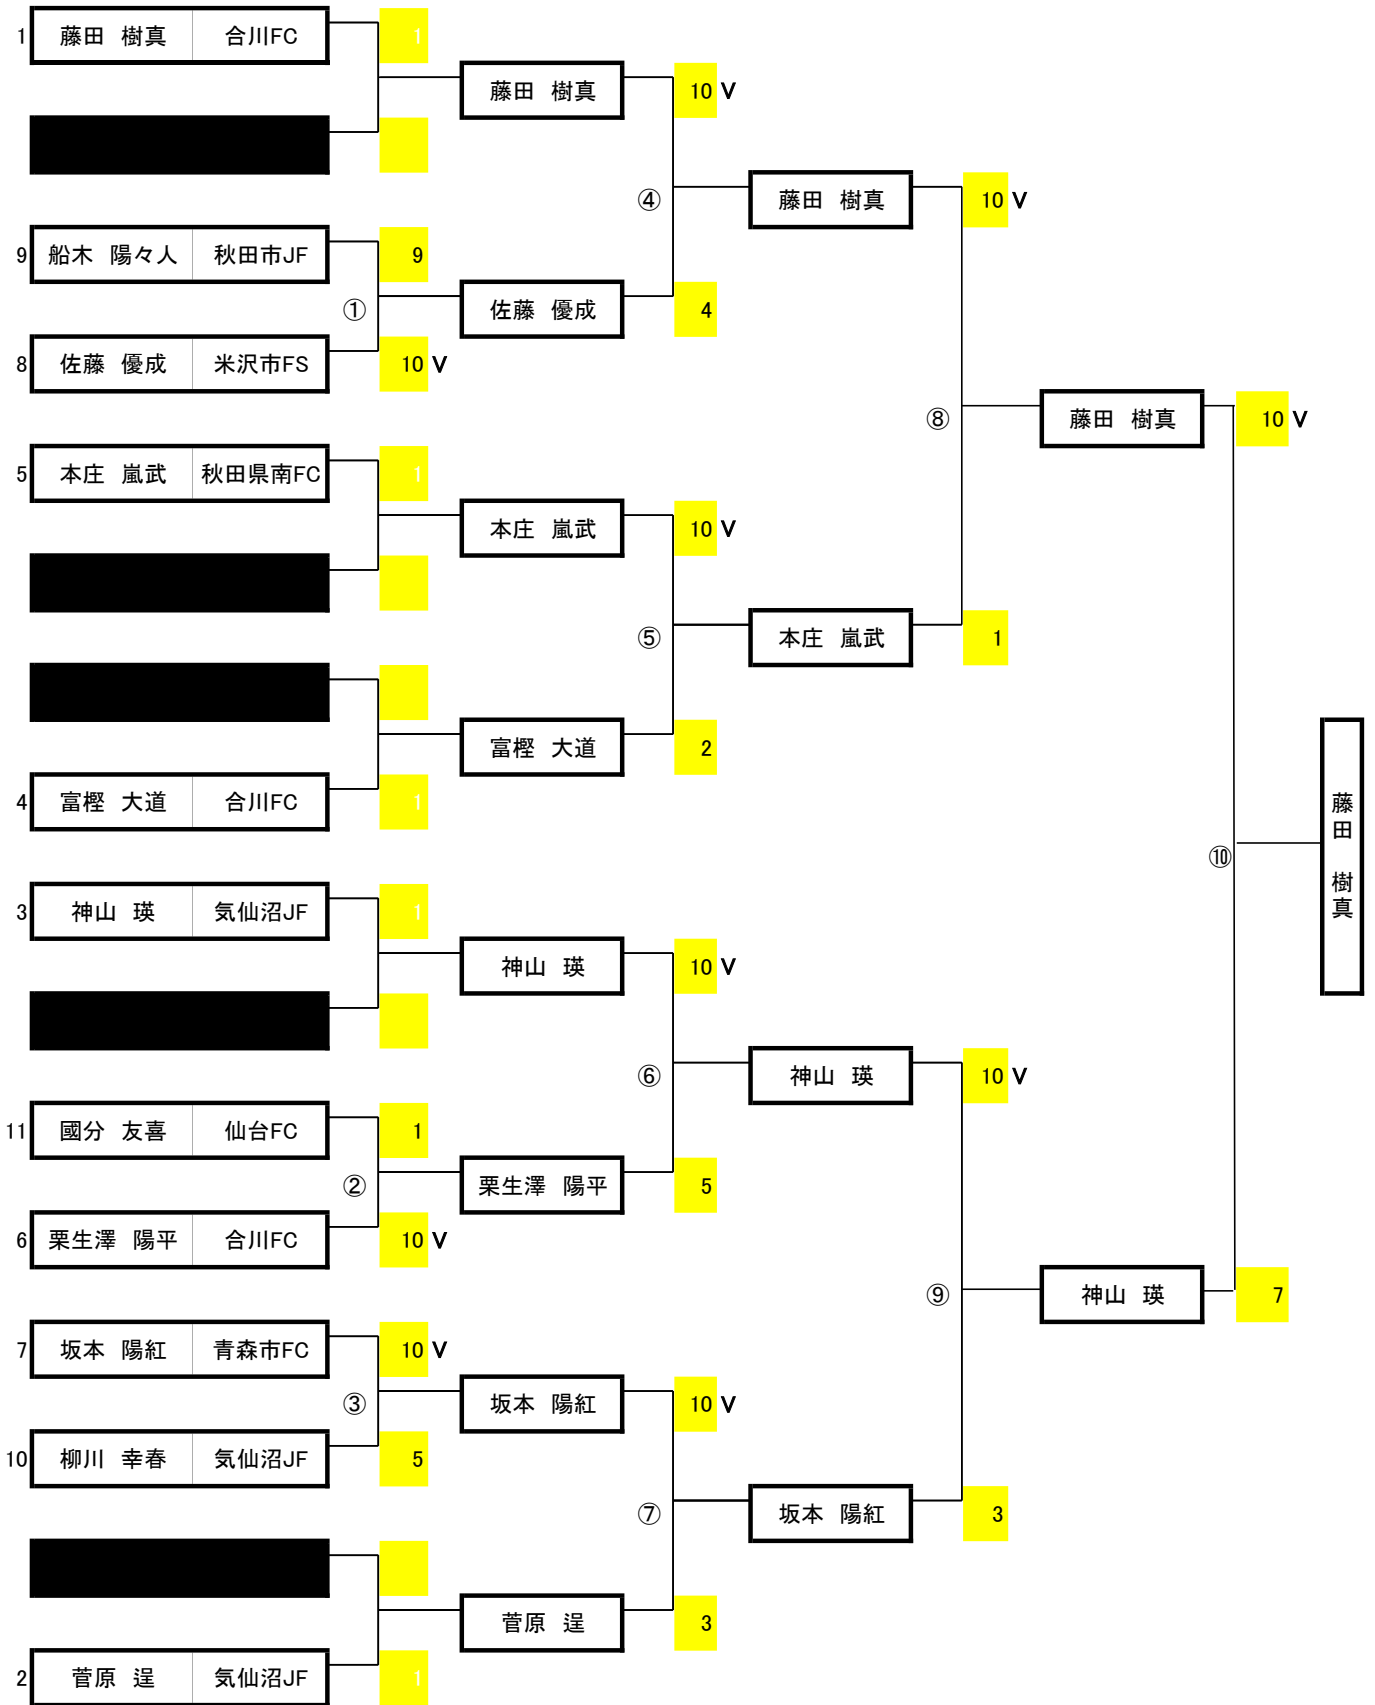 1 藤田 樹真 合川FC 1
藤田 樹真 10 V
④ 藤田 樹真 10 V
9 船木 陽々人 秋田市JF 9
① 佐藤 優成 4
8 佐藤 優成 米沢市FS 10 V
⑧ 藤田 樹真 10 V
5 本庄 嵐武 秋田県南FC 1
本庄 嵐武 10 V
⑤ 本庄 嵐武 1
富樫 大道 2
4 富樫 大道 合川FC 1
⑩ 藤田 樹真
3 神山 瑛 気仙沼JF 1
神山 瑛 10 V
⑥ 神山 瑛 10 V
11 國分 友喜 仙台FC 1
② 栗生澤 陽平 5
6 栗生澤 陽平 合川FC 10 V
⑨ 神山 瑛 7
7 坂本 陽紅 青森市FC 10 V
③ 坂本 陽紅 10 V
10 柳川 幸春 気仙沼JF 5
⑦ 坂本 陽紅 3
菅原 逞 3
2 菅原 逞 気仙沼JF 1